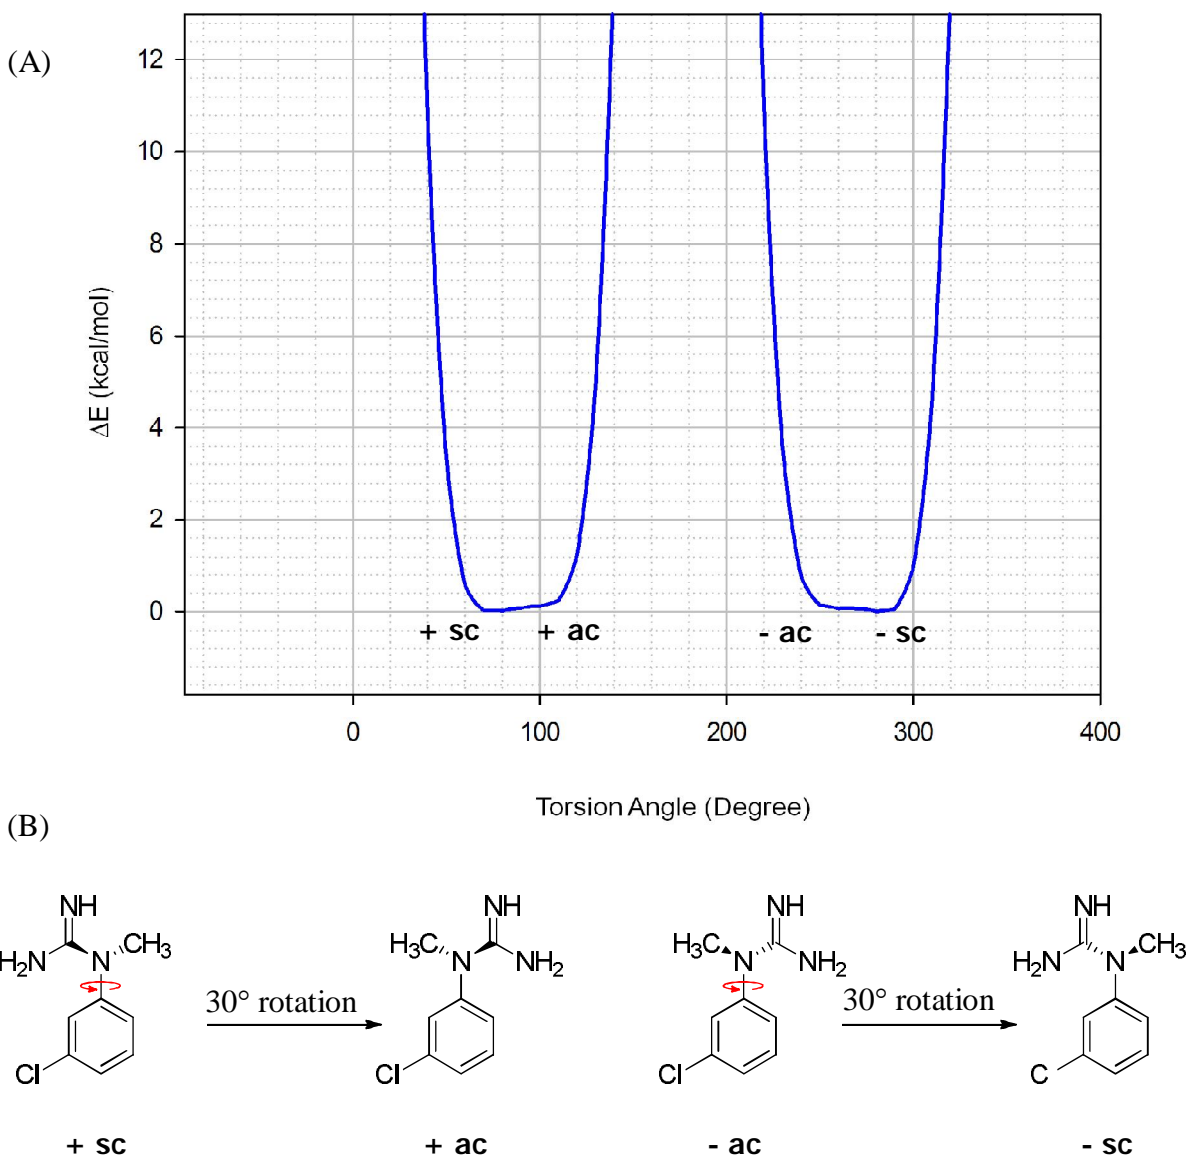 (A)
12
10
8
6
4
2
0
ΔE (kcal/mol)
+ sc
+ ac
- ac
- sc
0
100
200
300
400
Torsion Angle (Degree)
(B)
NH
H2N
N
CH3
Cl
30° rotation
NH
H3C
N
NH2
Cl
NH
H3C
N
NH2
Cl
30° rotation
NH
H2N
N
CH3
C
+ sc
+ ac
- ac
- sc